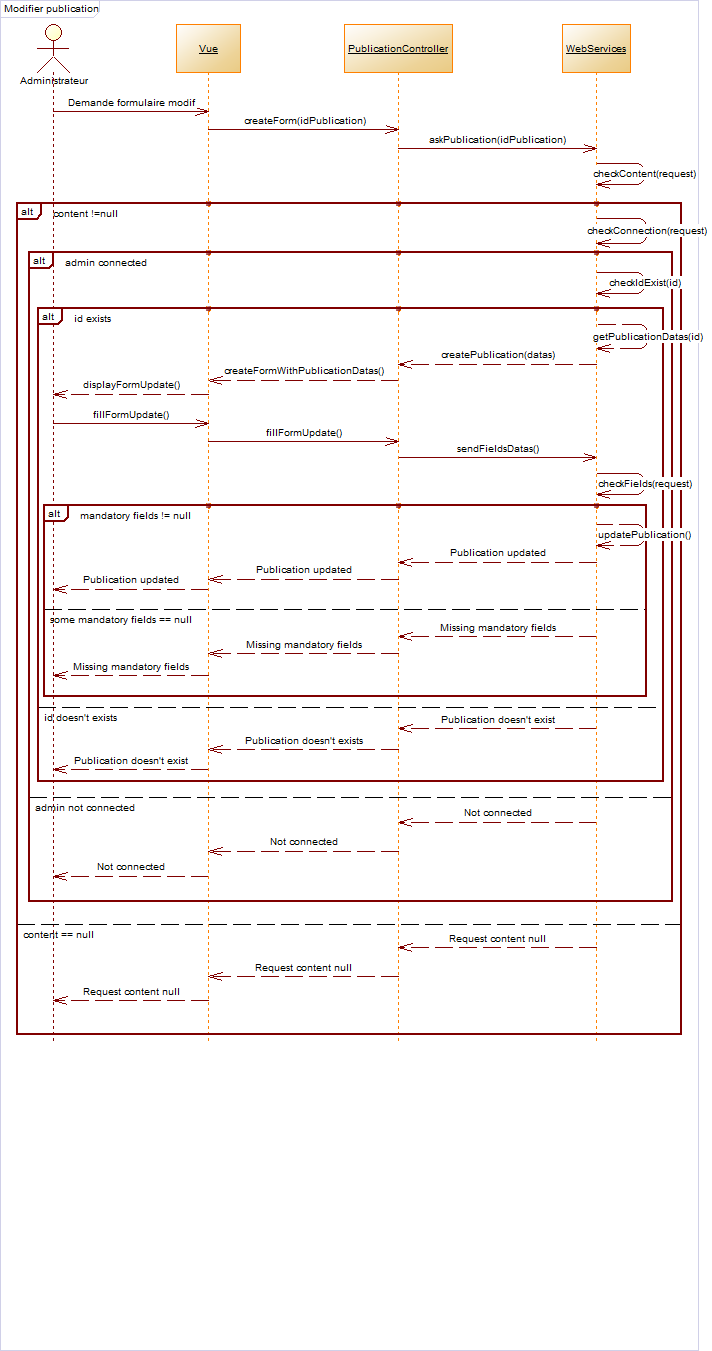 Modifier publication
Vue
PublicationController
WebServices
Administrateur
Demande formulaire modif
createForm(idPublication)
askPublication(idPublication)
checkContent(request)
alt
content !=null
checkConnection(request)
alt
admin connected
checkIdExist(id)
alt
id exists
getPublicationDatas(id)
createPublication(datas)
createFormWithPublicationDatas()
displayFormUpdate()
fillFormUpdate()
fillFormUpdate()
sendFieldsDatas()
checkFields(request)
alt
mandatory fields != null
updatePublication()
Publication updated
Publication updated
Publication updated
some mandatory fields == null
Missing mandatory fields
Missing mandatory fields
Missing mandatory fields
id doesn't exists
Publication doesn't exist
Publication doesn't exists
Publication doesn't exist
admin not connected
Not connected
Not connected
Not connected
content == null
Request content null
Request content null
Request content null